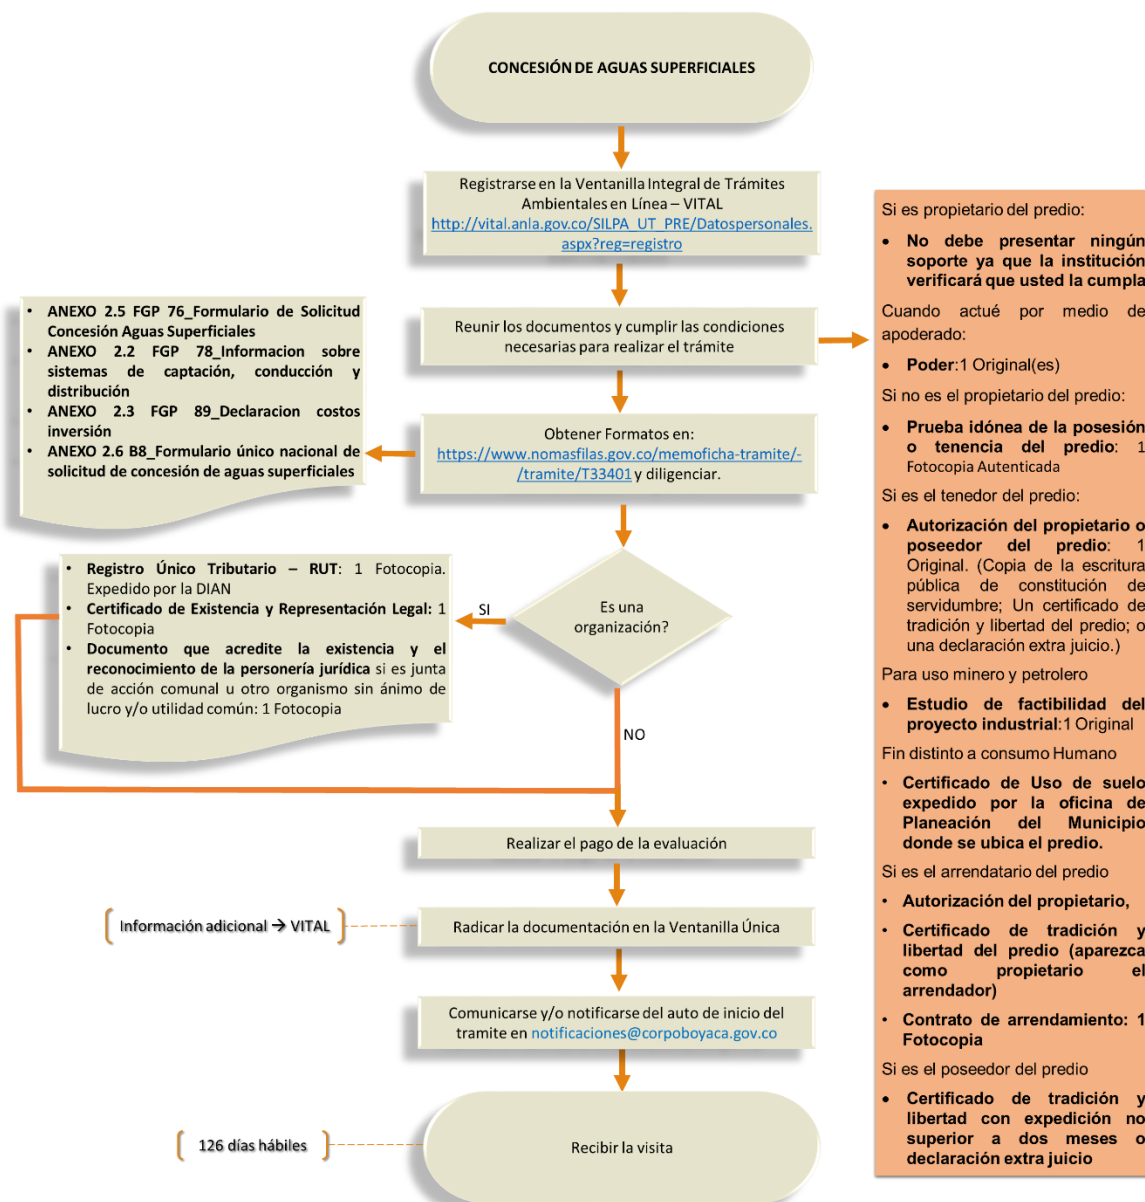 CONCESIÓN DE AGUAS SUPERFICIALES
Registrarse en la Ventanilla Integral de Trámites
Ambientales en Línea – VITAL
http://vital.anla.gov.co/SILPA_UT_PRE/Datospersonales.
aspx?reg=registro
Reunir los documentos y cumplir las condiciones
necesarias para realizar el trámite
Si es propietario del predio:
• No debe presentar ningún
soporte ya que la institución
verificará que usted la cumpla
Cuando actué por medio de
apoderado:
• Poder:1 Original(es)
Si no es el propietario del predio:
• Prueba idónea de la posesión
o tenencia del predio: 1
Fotocopia Autenticada
Si es el tenedor del predio:
• Autorización del propietario o
poseedor del predio: 1
Original. (Copia de la escritura
pública de constitución de
servidumbre; Un certificado de
tradición y libertad del predio; o
una declaración extra juicio.)
Para uso minero y petrolero
• Estudio de factibilidad del
proyecto industrial:1 Original
Fin distinto a consumo Humano
• Certificado de Uso de suelo
expedido por la oficina de
Planeación del Municipio
donde se ubica el predio.
Si es el arrendatario del predio
• Autorización del propietario,
• Certificado de tradición y
libertad del predio (aparezca
como propietario el
arrendador)
• Contrato de arrendamiento: 1
Fotocopia
Si es el poseedor del predio
• Certificado de tradición y
libertad con expedición no
superior a dos meses o
declaración extra juicio
Obtener Formatos en:
https://www.nomasfilas.gov.co/memoficha-tramite/-
/tramite/T33401 y diligenciar.
• ANEXO 2.5 FGP 76_Formulario de Solicitud
Concesión Aguas Superficiales
• ANEXO 2.2 FGP 78_Informacion sobre
sistemas de captación, conducción y
distribución
• ANEXO 2.3 FGP 89_Declaracion costos
inversión
• ANEXO 2.6 B8_Formulario único nacional de
solicitud de concesión de aguas superficiales
Es una
organización?
SI
• Registro Único Tributario – RUT: 1 Fotocopia.
Expedido por la DIAN
• Certificado de Existencia y Representación Legal: 1
Fotocopia
• Documento que acredite la existencia y el
reconocimiento de la personería jurídica si es junta
de acción comunal u otro organismo sin ánimo de
lucro y/o utilidad común: 1 Fotocopia
NO
Realizar el pago de la evaluación
Información adicional → VITAL
Radicar la documentación en la Ventanilla Única
Comunicarse y/o notificarse del auto de inicio del
tramite en notificaciones@corpoboyaca.gov.co
126 días hábiles
Recibir la visita